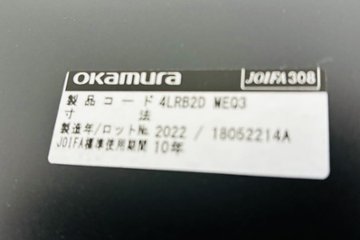 okamura JOIFA308
製品コード 4LRB2D MEQ3
寸法
製造年/ロット№ 2022 / 18052214A
JOIFA標準使用期間 10年